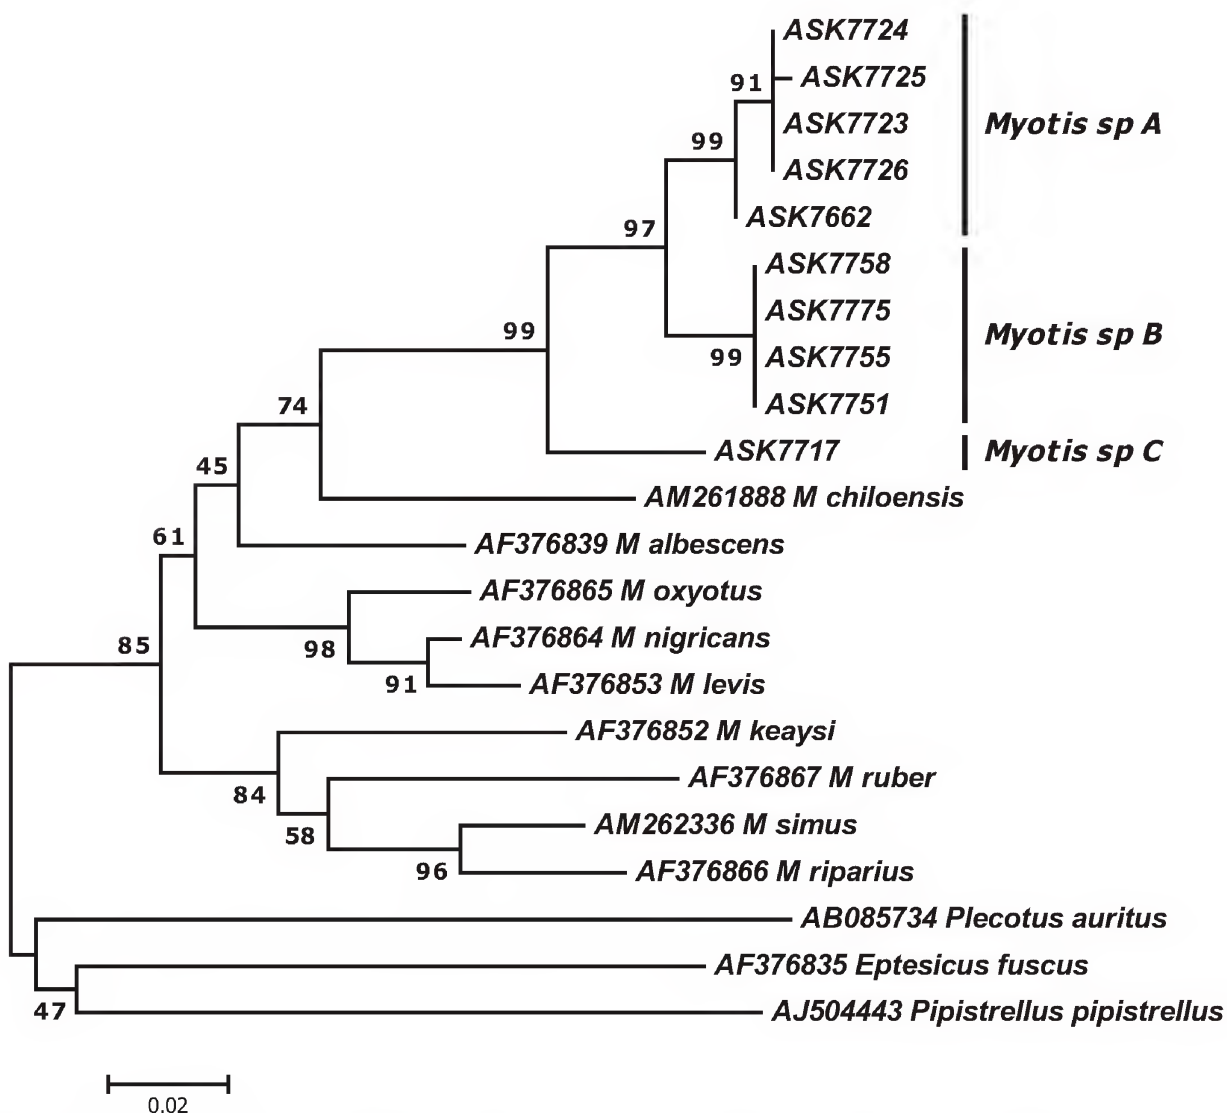 ASK7724
ASK7725
91
ASK7723
Myotis sp A
99
ASK7726
ASK7662
97
ASK7758
ASK7775
99
Myotis sp B
99
ASK7755
74
ASK7751
ASK7717
Myotis sp C
45
AM261888 M chiloensis
61
AF376839 M albescens
AF376865 M oxyotus
85
98
AF376864 M nigricans
91
AF376853 M levis
AF376852 M keaysi
84
AF376867 M ruber
58
AM262336 M simus
96
AF376866 M riparius
AB085734 Plecotus auritus
AF376835 Eptesicus fuscus
47
AJ504443 Pipistrellus pipistrellus
0.02